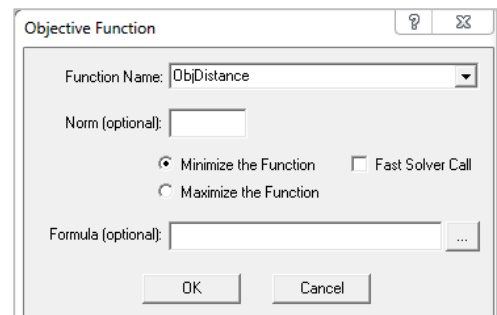 Objective Function
Function Name: ObjDistance
Norm (optional):
Minimize the Function Fast Solver Call
Maximize the Function
Formula (optional): ...
OK Cancel